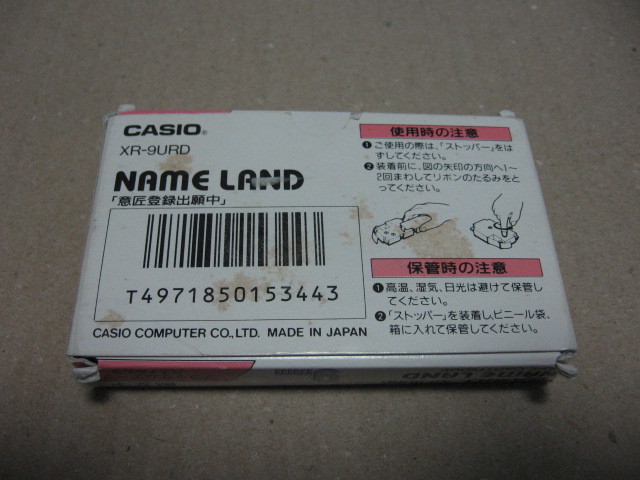 CASIO®
XR-9URD
NAME LAND
「意匠登録出願中」
T4971850153443
CASIO COMPUTER CO., LTD. MADE IN JAPAN
使用時の注意
❶ご使用の際は、「ストッパー」をは
ずしてください。
❷装着前に、図の矢印の方向へ1〜
2回まわしてリボンのたるみをと
ってください。
保管時の注意
❶高温、湿気、日光は避けて保管し
てください。
❷「ストッパー」を装着し、ビニール袋、
箱に入れて保管してください。
NAME LAND